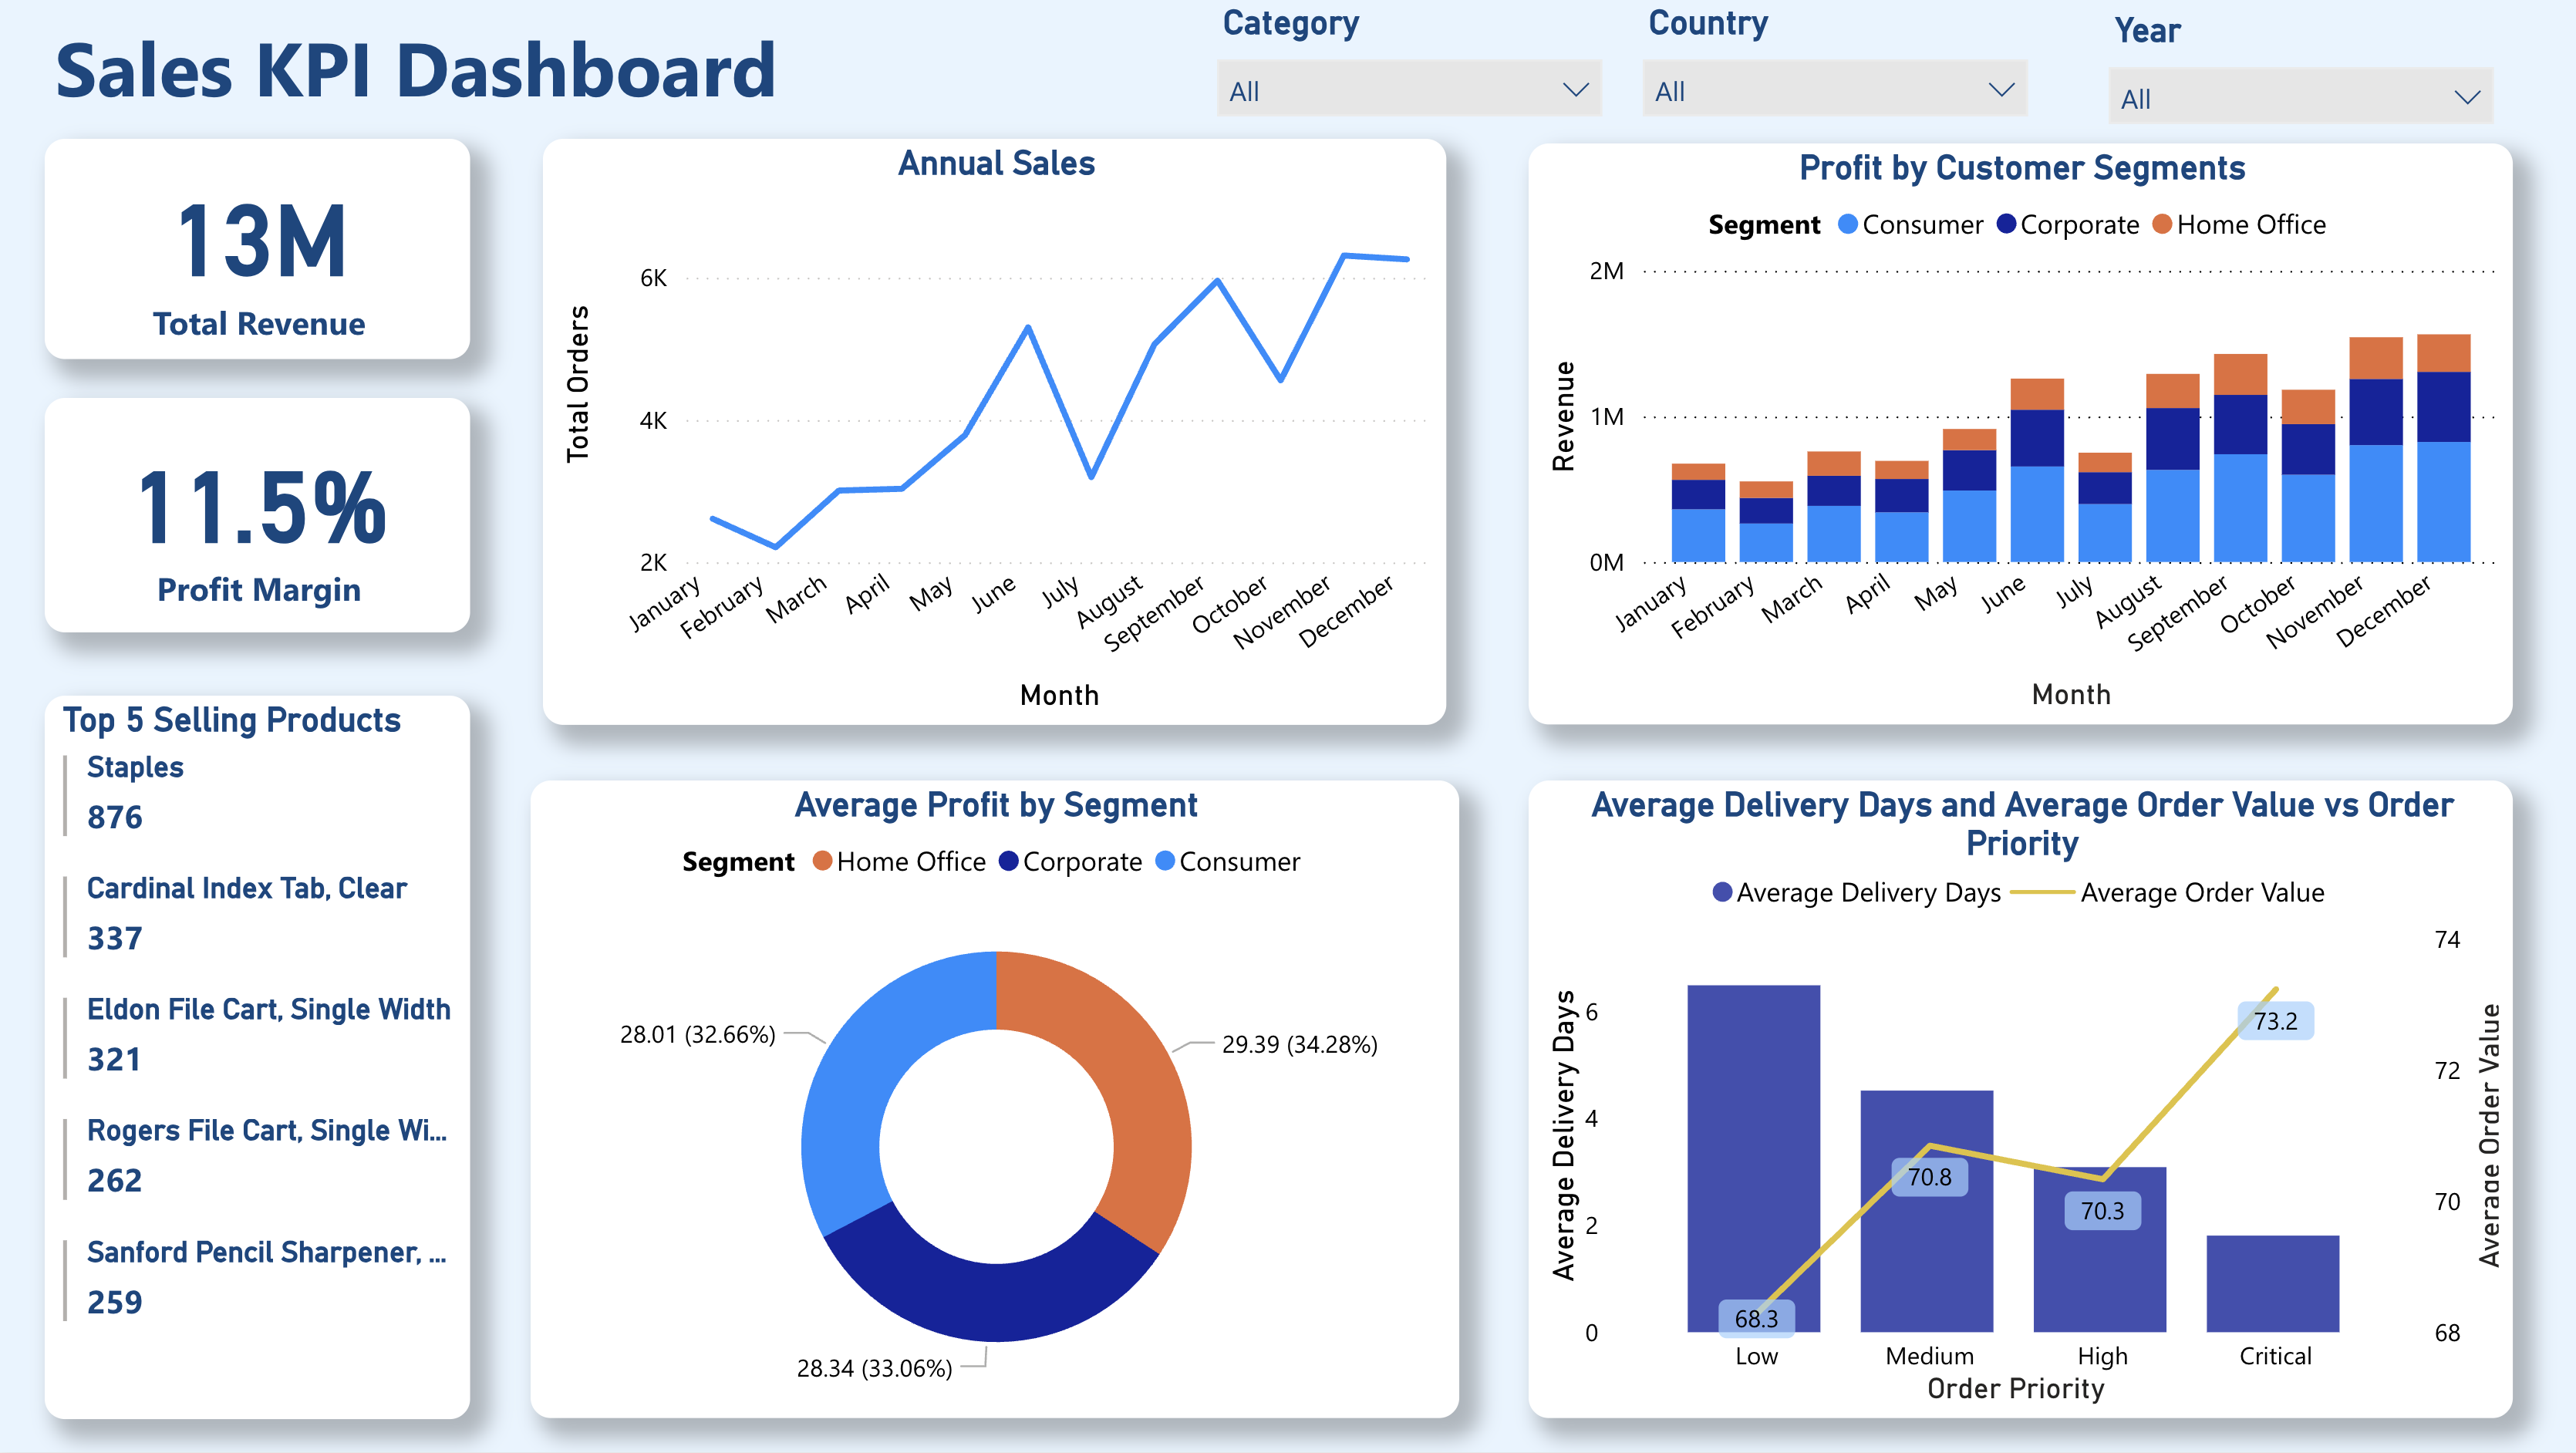 Sales KPI Dashboard
Category
All
Country
All
Year
All
13M
Total Revenue
11.5%
Profit Margin
Top 5 Selling Products
Staples
876
Cardinal Index Tab, Clear
337
Eldon File Cart, Single Width
321
Rogers File Cart, Single Wi...
262
Sanford Pencil Sharpener, ...
259
Annual Sales
Total Orders
6K
4K
2K
January
February
March
April
May
June
July
August
September
October
November
December
Month
Profit by Customer Segments
Segment Consumer Corporate Home Office
Revenue
2M
1M
0M
January
February
March
April
May
June
July
August
September
October
November
December
Month
Average Profit by Segment
Segment Home Office Corporate Consumer
28.01 (32.66%)
29.39 (34.28%)
28.34 (33.06%)
Average Delivery Days and Average Order Value vs Order
Priority
Average Delivery Days Average Order Value
Average Delivery Days
6
4
2
0
74
72
70
68
Average Order Value
68.3
70.8
70.3
73.2
Low
Medium
High
Critical
Order Priority